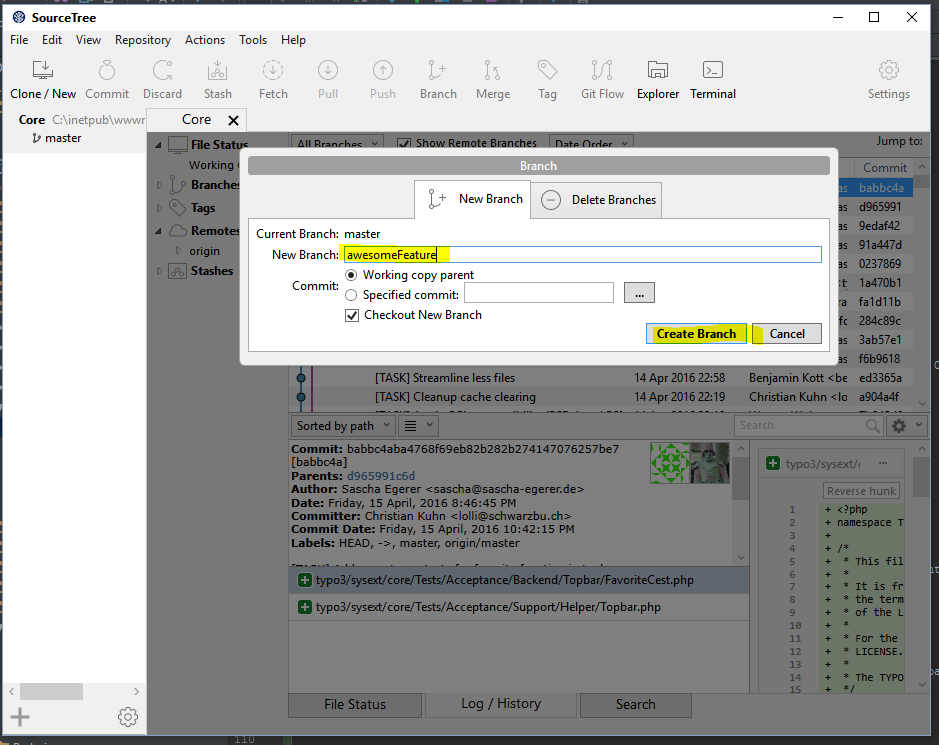 SourceTree
File Edit View Repository Actions Tools Help
Clone / New Commit Discard Stash Fetch Pull Push Branch Merge Tag Git Flow Explorer Terminal Settings
Core C:\inetpub\wwwr
master
Core
File Status
Working
Branches
Tags
Remotes
origin
Stashes
All Branches Show Remote Branches Date Order Jump to:
Branch
New Branch Delete Branches
Current Branch: master
New Branch: awesomeFeature
Commit: Working copy parent
Specified commit: ...
Checkout New Branch
Create Branch Cancel
Commit
as babbc4a
as d965991
9edaf42
as 91a447d
as 0237869
1a470b1
ra fa1d11b
284c89c
as 3ab57e1
as f6b9618
[TASK] Streamline less files 14 Apr 2016 22:58 Benjamin Kott <be ed3365a
[TASK] Cleanup cache clearing 14 Apr 2016 22:19 Christian Kuhn <lo a904a4f
Sorted by path Search
Commit: babbc4aba4768f69eb82b282b274147076257be7
[babbc4a]
Parents: d965991c6d
Author: Sascha Egerer <sascha@sascha-egerer.de>
Date: Friday, 15 April, 2016 8:46:45 PM
Committer: Christian Kuhn <lolli@schwarzbu.ch>
Commit Date: Friday, 15 April, 2016 10:42:15 PM
Labels: HEAD, ->, master, origin/master
typo3/sysext/core/Tests/Acceptance/Backend/Topbar/FavoriteCest.php
typo3/sysext/core/Tests/Acceptance/Support/Helper/Topbar.php
typo3/sysext/ ...
Reverse hunk
1 + <?php
2 + namespace T
3 +
4 + /*
5 + * This fil
6 + *
7 + * It is fr
8 + * the term
9 + * of the L
10 + *
11 + * For the
12 + * LICENSE.
13 + *
14 + * The TYPO
15 + */
File Status Log / History Search
110